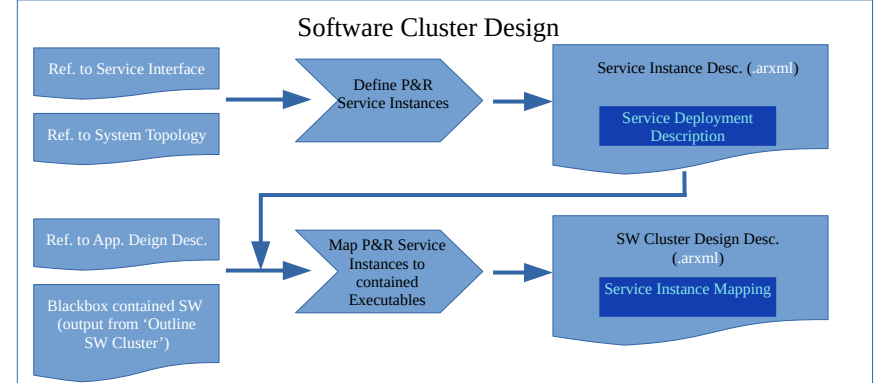 Software Cluster Design
Ref. to Service Interface
Ref. to System Topology
Define P&R
Service Instances
Service Instance Desc. (.arxml)
Service Deployment
Description
Ref. to App. Deign Desc.
Blackbox contained SW
(output from ‘Outline
SW Cluster’)
Map P&R Service
Instances to
contained
Executables
SW Cluster Design Desc.
(.arxml)
Service Instance Mapping